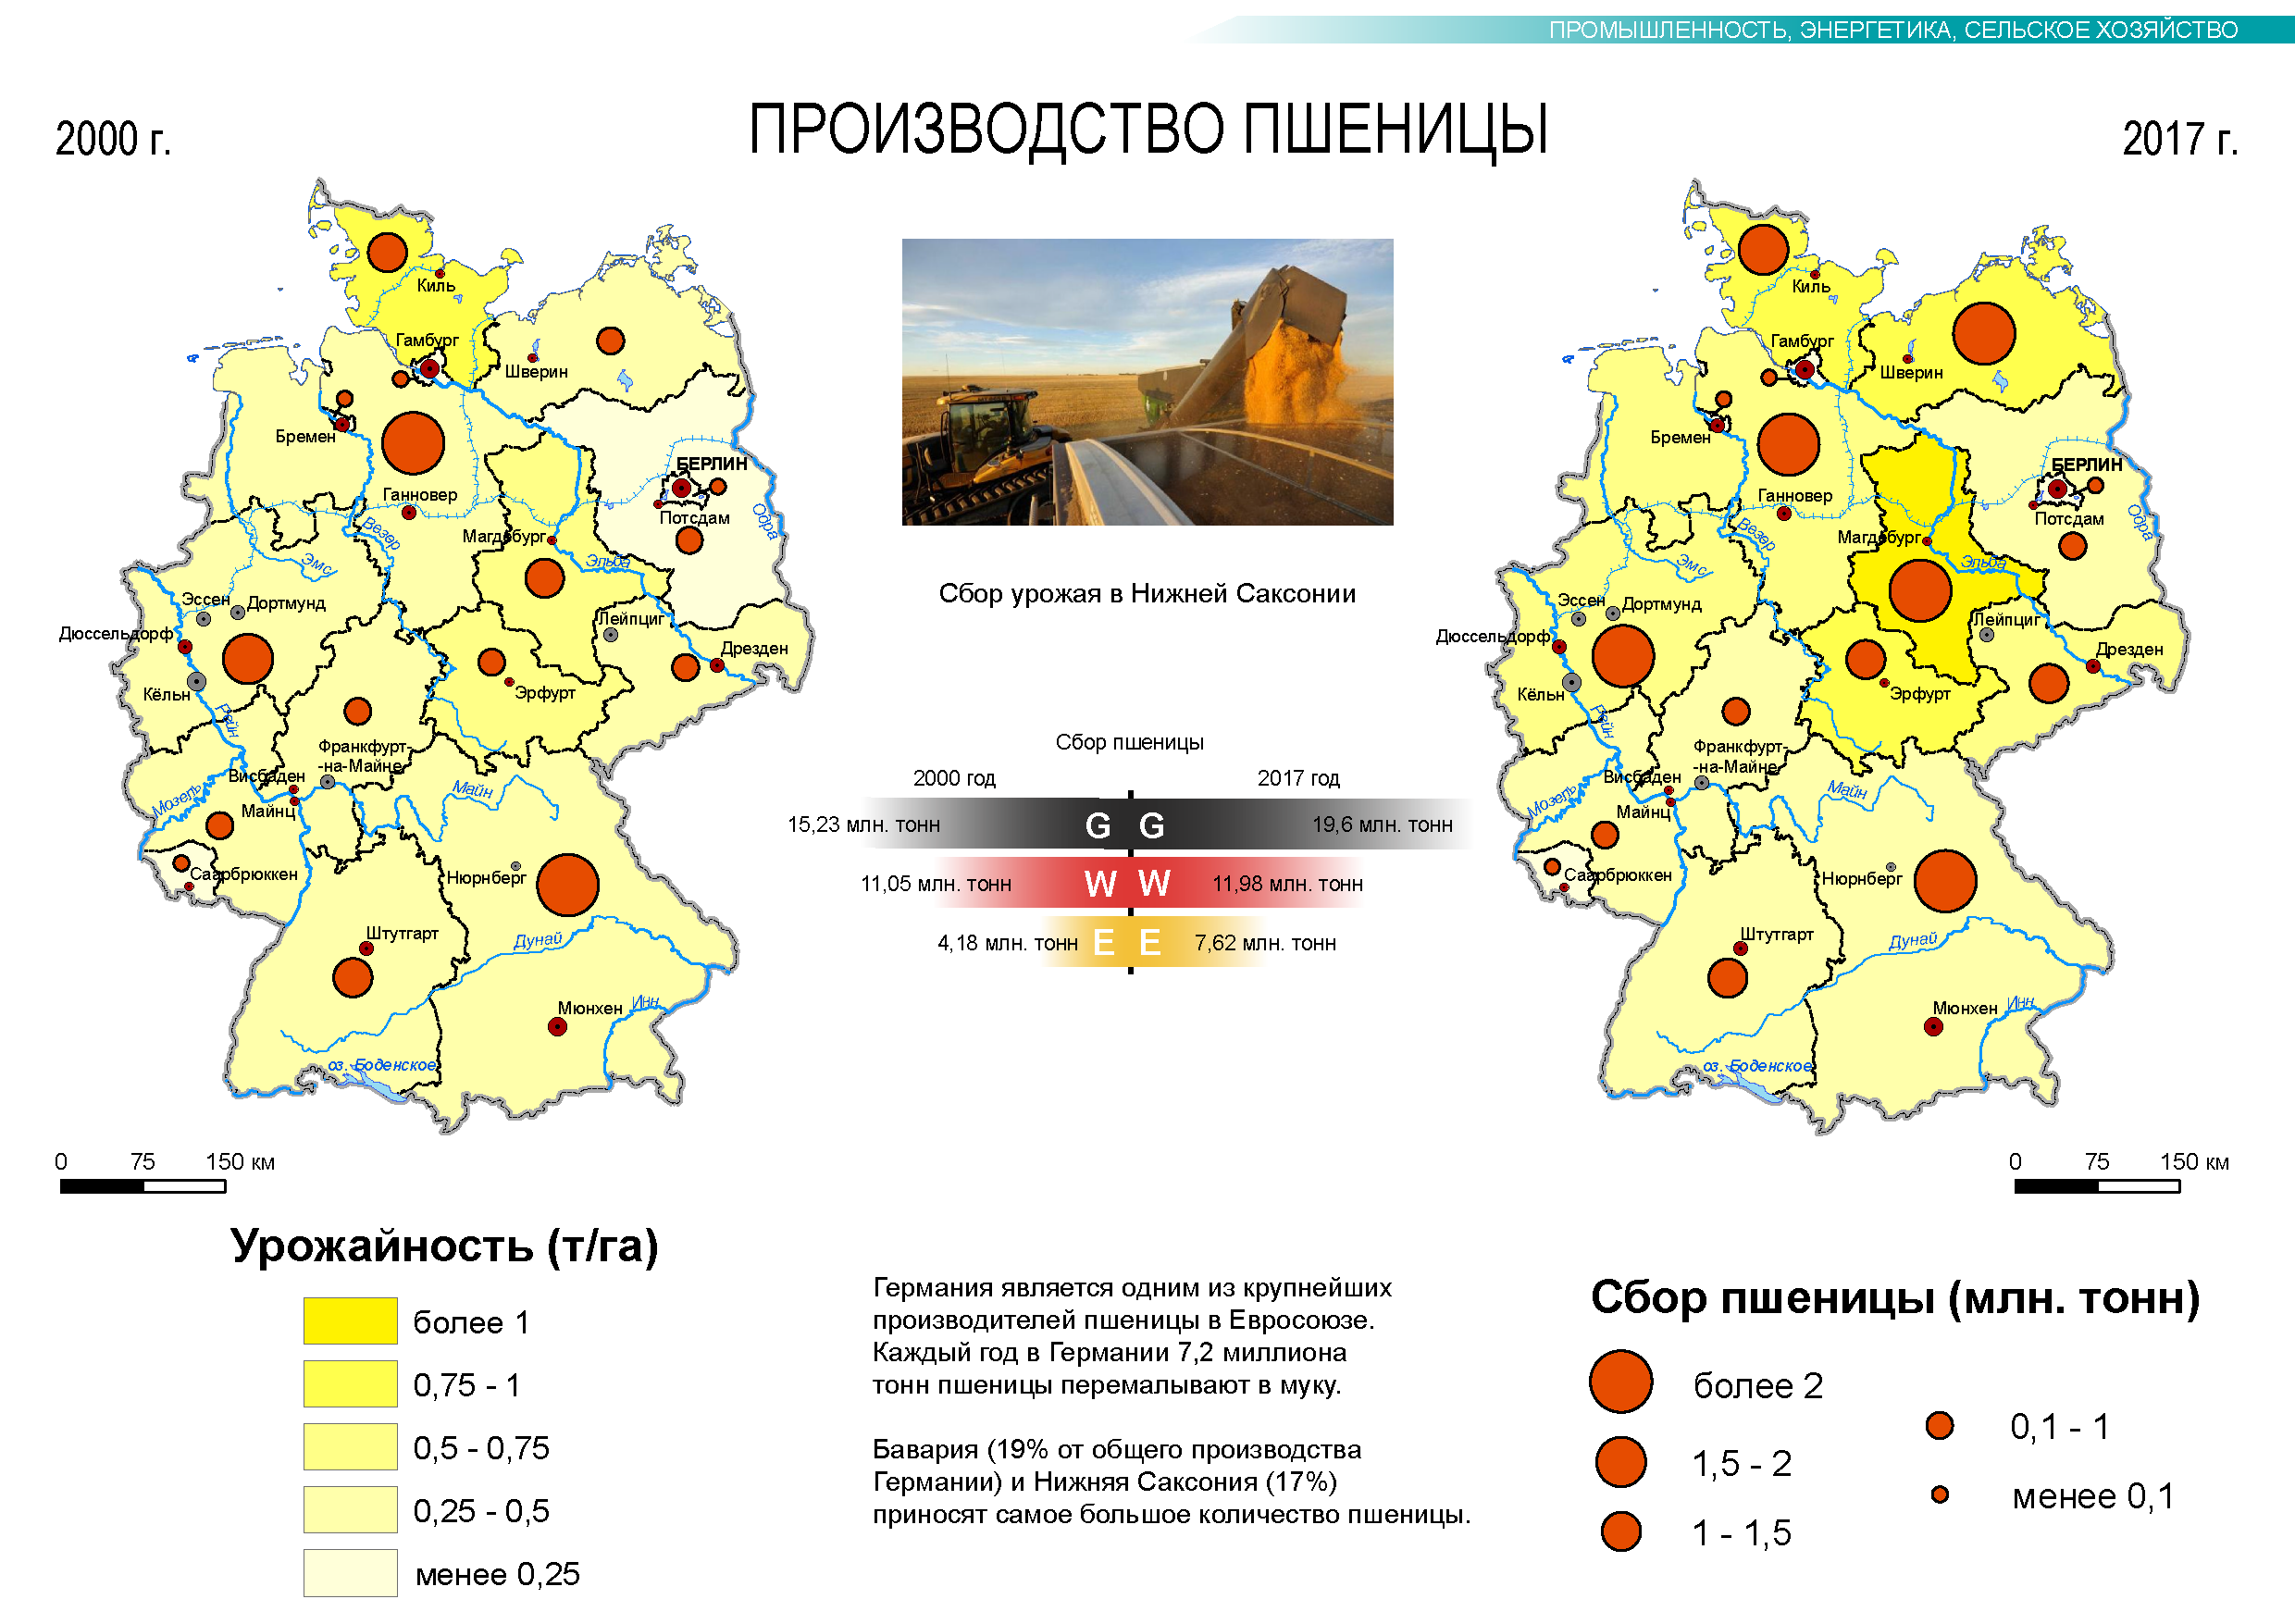 ПРОМЫШЛЕННОСТЬ, ЭНЕРГЕТИКА, СЕЛЬСКОЕ ХОЗЯЙСТВО
ПРОИЗВОДСТВО ПШЕНИЦЫ
2000 г.
2017 г.
Киль
Гамбург
Шверин
Бремен
БЕРЛИН
Ганновер
Потсдам
Одра
Везер
Магдебург
Эмс
Эльба
Эссен
Дортмунд
Лейпциг
Дюссельдорф
Дрезден
Кёльн
Эрфурт
Рейн
Франкфурт-
-на-Майне
Висбаден
Майн
Мозель
Майнц
Саарбрюккен
Нюрнберг
Штутгарт
Дунай
Мюнхен
Инн
оз. Боденское
0 75 150 км
Сбор урожая в Нижней Саксонии
Сбор пшеницы
2000 год 2017 год
15,23 млн. тонн G G 19,6 млн. тонн
11,05 млн. тонн W W 11,98 млн. тонн
4,18 млн. тонн E E 7,62 млн. тонн
Киль
Гамбург
Шверин
Бремен
БЕРЛИН
Ганновер
Потсдам
Одра
Везер
Магдебург
Эмс
Эльба
Эссен
Дортмунд
Лейпциг
Дюссельдорф
Дрезден
Кёльн
Эрфурт
Рейн
Франкфурт-
-на-Майне
Висбаден
Майн
Мозель
Майнц
Саарбрюккен
Нюрнберг
Штутгарт
Дунай
Мюнхен
Инн
оз. Боденское
0 75 150 км
Урожайность (т/га)
более 1
0,75 - 1
0,5 - 0,75
0,25 - 0,5
менее 0,25
Германия является одним из крупнейших
производителей пшеницы в Евросоюзе.
Каждый год в Германии 7,2 миллиона
тонн пшеницы перемалывают в муку.
Бавария (19% от общего производства
Германии) и Нижняя Саксония (17%)
приносят самое большое количество пшеницы.
Сбор пшеницы (млн. тонн)
более 2
1,5 - 2
1 - 1,5
0,1 - 1
менее 0,1